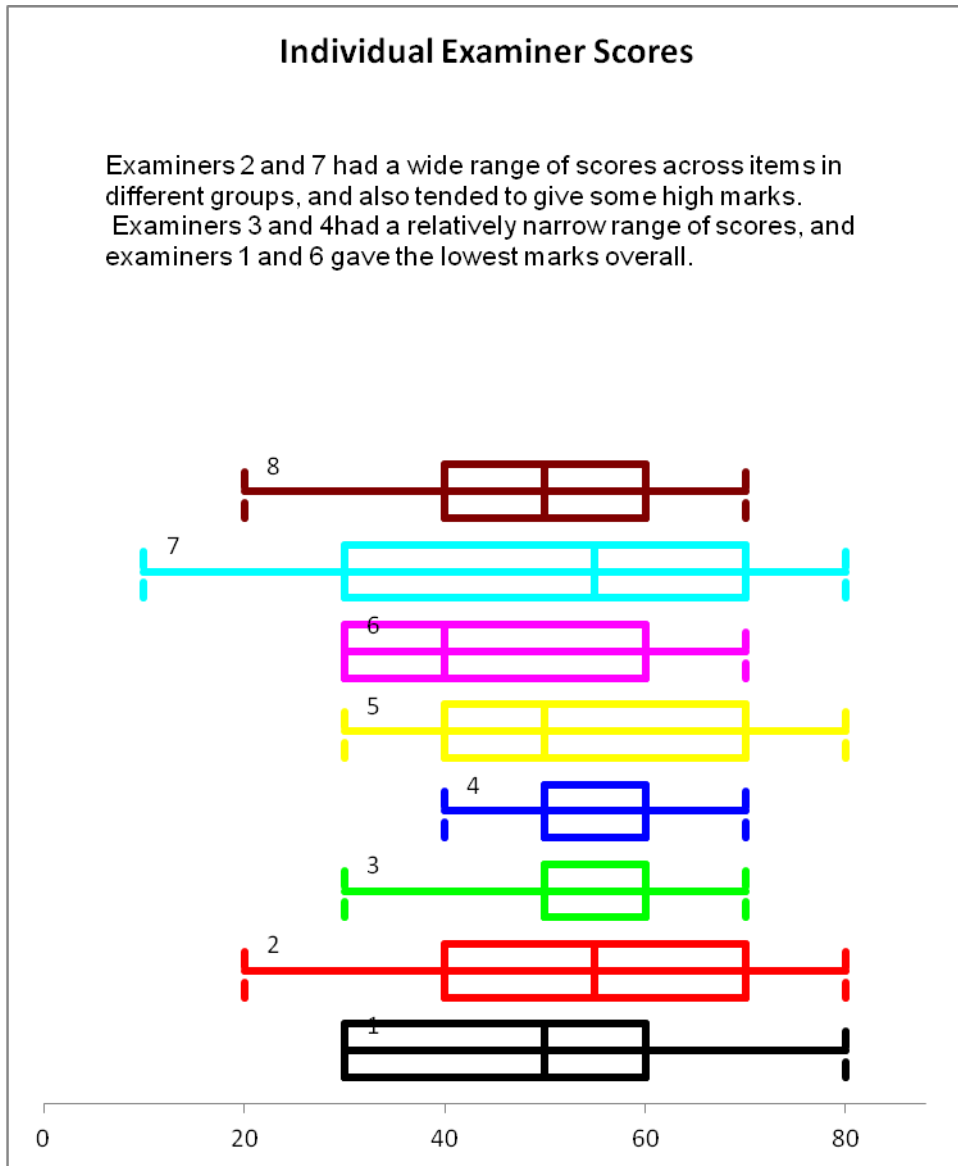 Individual Examiner Scores
Examiners 2 and 7 had a wide range of scores across items in
different groups, and also tended to give some high marks.
Examiners 3 and 4had a relatively narrow range of scores, and
examiners 1 and 6 gave the lowest marks overall.
8
7
6
5
4
3
2
1
0 20 40 60 80